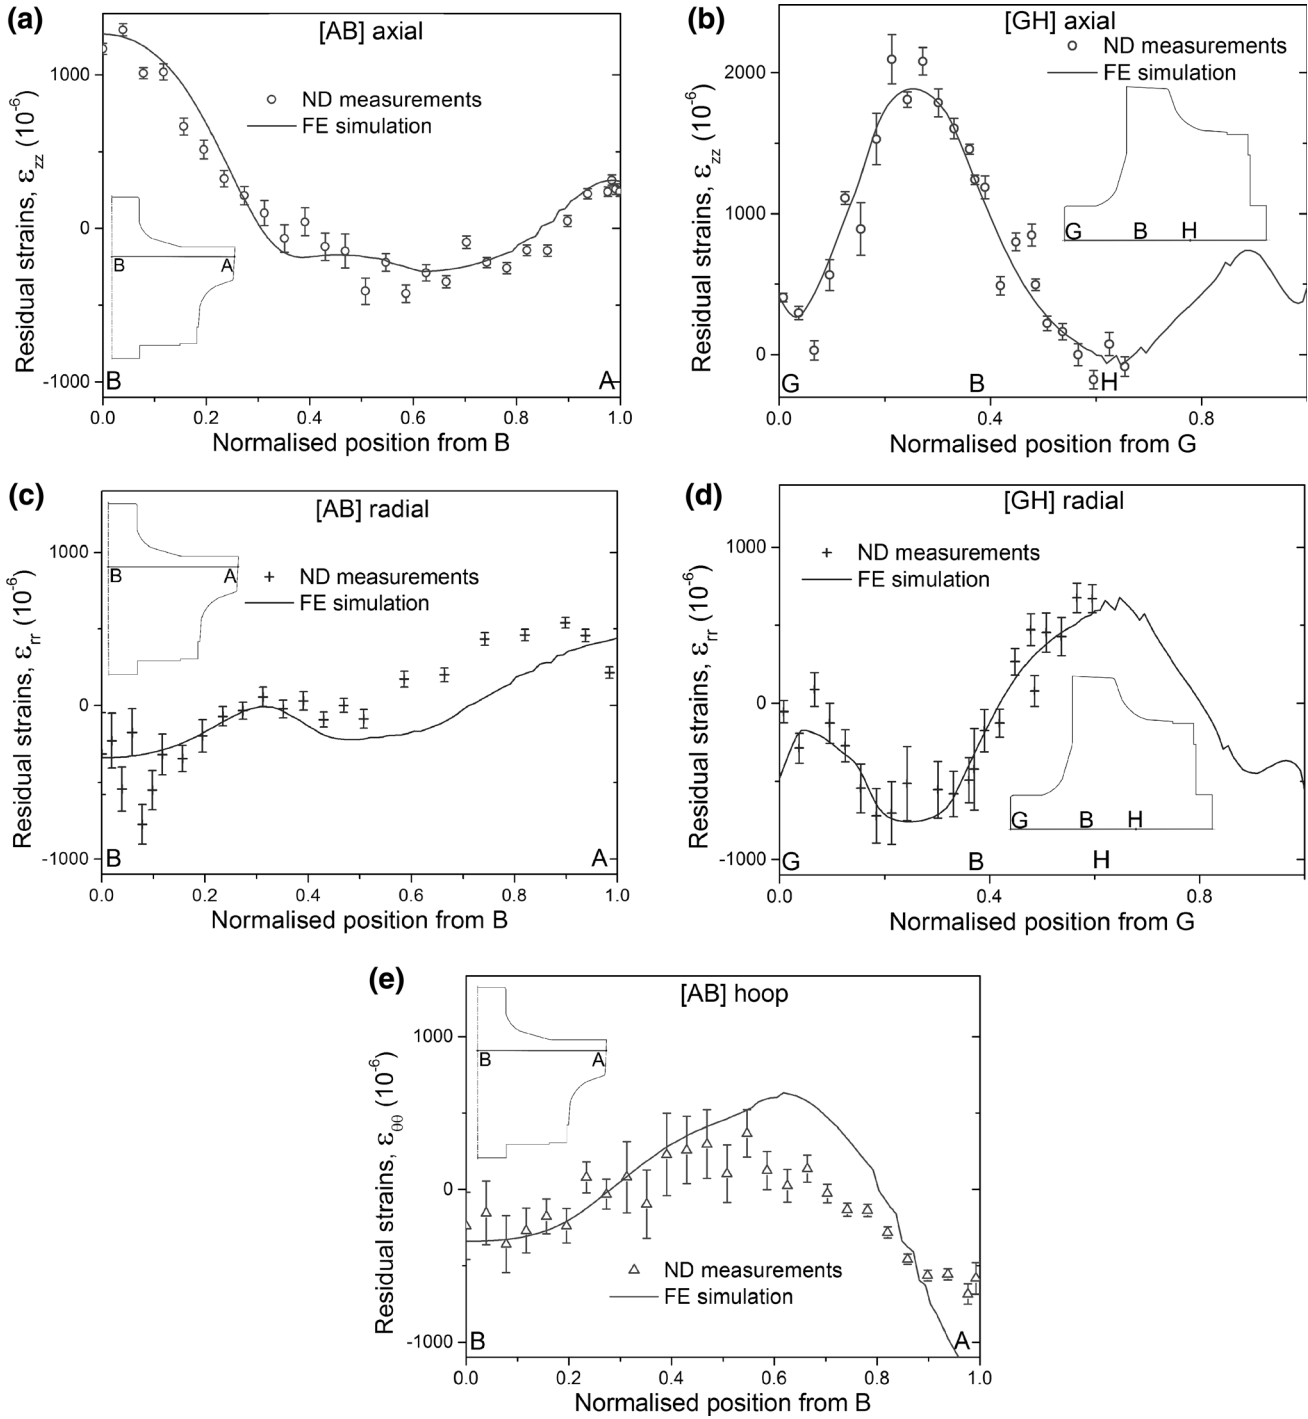 (a)
[AB] axial
ND measurements
FE simulation
Residual strains, εzz (10-6)
1000
0
-1000
B A
B A
0.0 0.2 0.4 0.6 0.8 1.0
Normalised position from B
(b)
[GH] axial
ND measurements
FE simulation
Residual strains, εzz (10-6)
2000
1000
0
G B H
G B H
0.0 0.4 0.8
Normalised position from G
(c)
[AB] radial
ND measurements
FE simulation
Residual strains, εrr (10-6)
1000
0
-1000
B A
B A
0.0 0.2 0.4 0.6 0.8 1.0
Normalised position from B
(d)
[GH] radial
ND measurements
FE simulation
Residual strains, εrr (10-6)
1000
0
-1000
G B H
G B H
0.0 0.4 0.8
Normalised position from G
(e)
[AB] hoop
B A
Residual strains, εθθ (10-6)
1000
0
-1000
ND measurements
FE simulation
B A
0.0 0.2 0.4 0.6 0.8 1.0
Normalised position from B